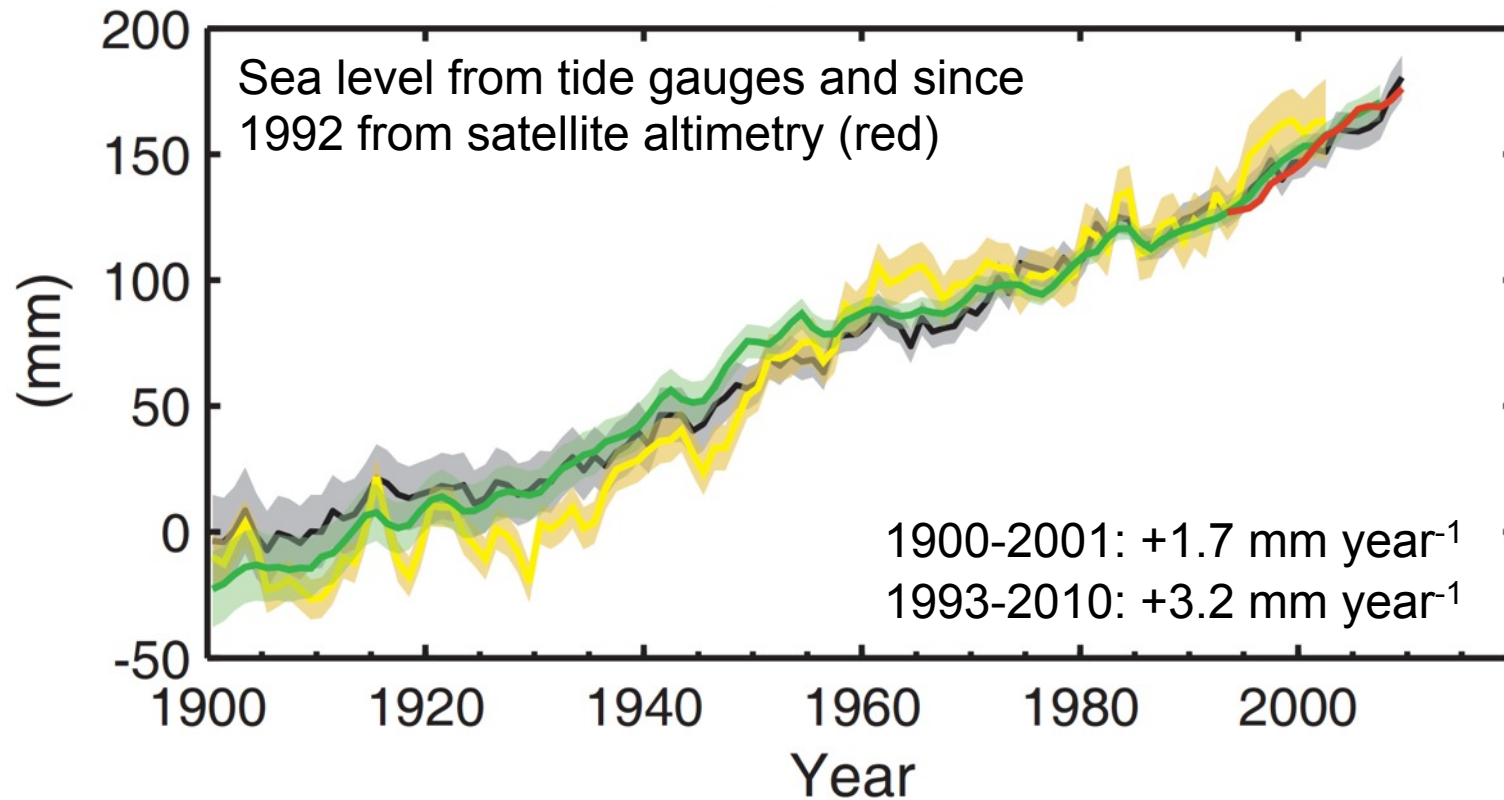 200
Sea level from tide gauges and since
1992 from satellite altimetry (red)
150
100
(mm)
50
0
1900-2001: +1.7 mm year⁻¹
1993-2010: +3.2 mm year⁻¹
-50
1900 1920 1940 1960 1980 2000
Year